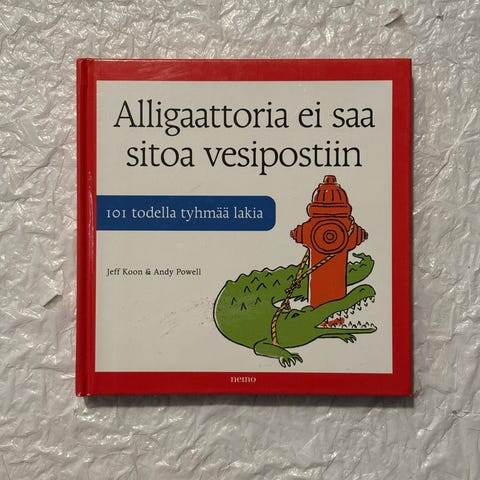 Alligaattoria ei saa
sitoa vesipostiin
101 todella tyhmää lakia
Jeff Koon & Andy Powell
nemo